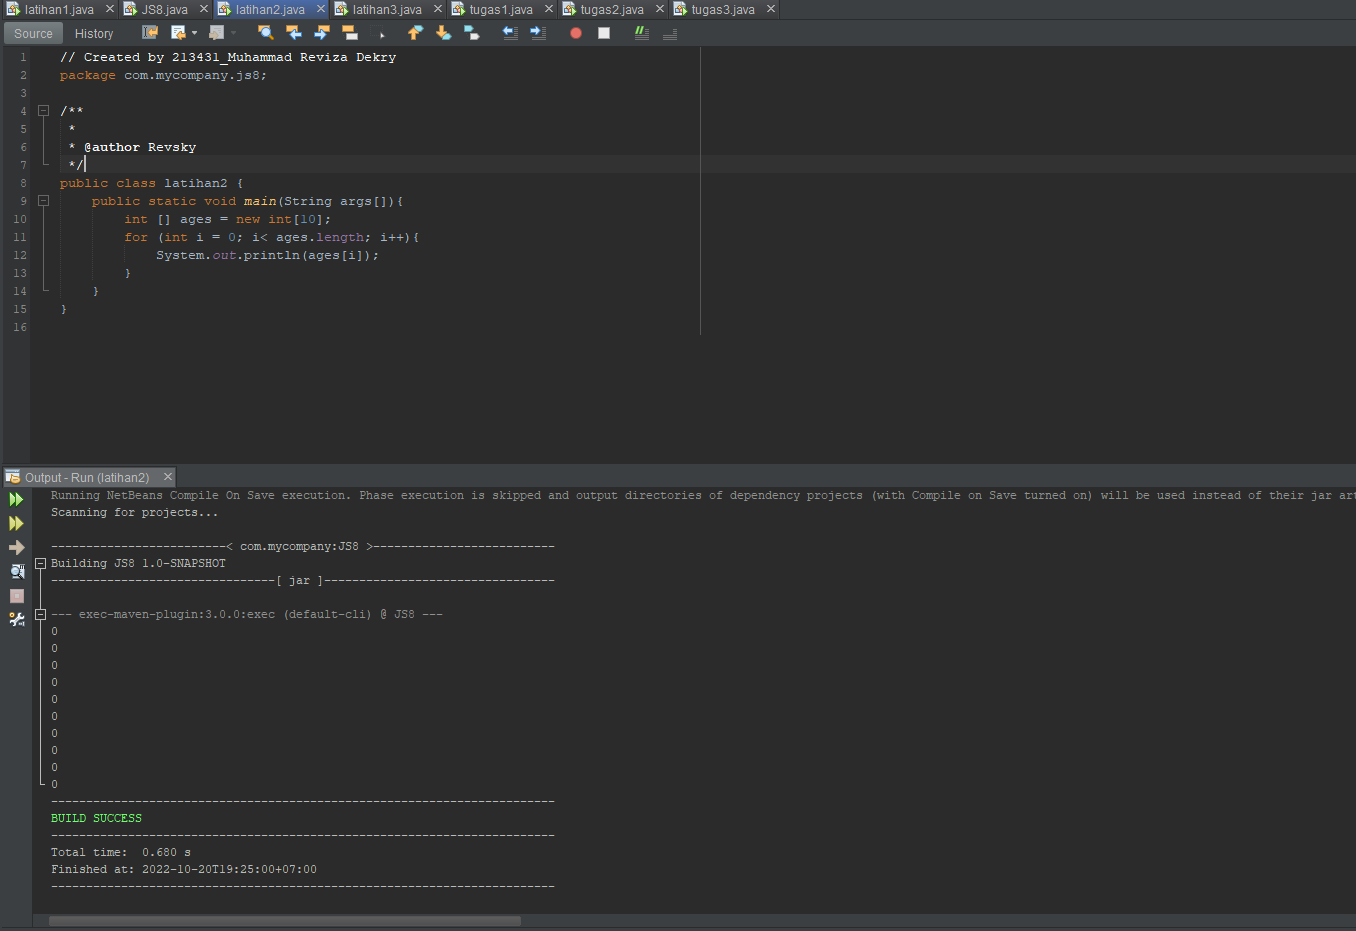 latihan1.java JS8.java latihan2.java latihan3.java tugas1.java tugas2.java tugas3.java
Source History
1 // Created by 213431_Muhammad Reviza Dekry
2 package com.mycompany.js8;
3
4 /**
5 *
6 * @author Revsky
7 */
8 public class latihan2 {
9 public static void main(String args[]){
10 int [] ages = new int[10];
11 for (int i = 0; i< ages.length; i++){
12 System.out.println(ages[i]);
13 }
14 }
15 }
16
Output - Run (latihan2)
Running NetBeans Compile On Save execution. Phase execution is skipped and output directories of dependency projects (with Compile on Save turned on) will be used instead of their jar art
Scanning for projects...
-------------------------< com.mycompany:JS8 >--------------------------
Building JS8 1.0-SNAPSHOT
--------------------------------[ jar ]---------------------------------
--- exec-maven-plugin:3.0.0:exec (default-cli) @ JS8 ---
0
0
0
0
0
0
0
0
0
0
------------------------------------------------------------------------
BUILD SUCCESS
------------------------------------------------------------------------
Total time: 0.680 s
Finished at: 2022-10-20T19:25:00+07:00
------------------------------------------------------------------------